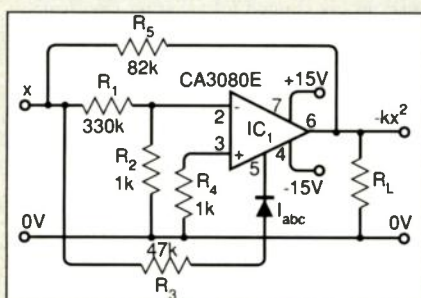 R5
82k
CA3080E
+15V
x
R1
330k
-
2
7
6
IC1
-kx²
3
+
5
4
R2
1k
R4
1k
-15V
Iabc
RL
0V
0V
47k
R3